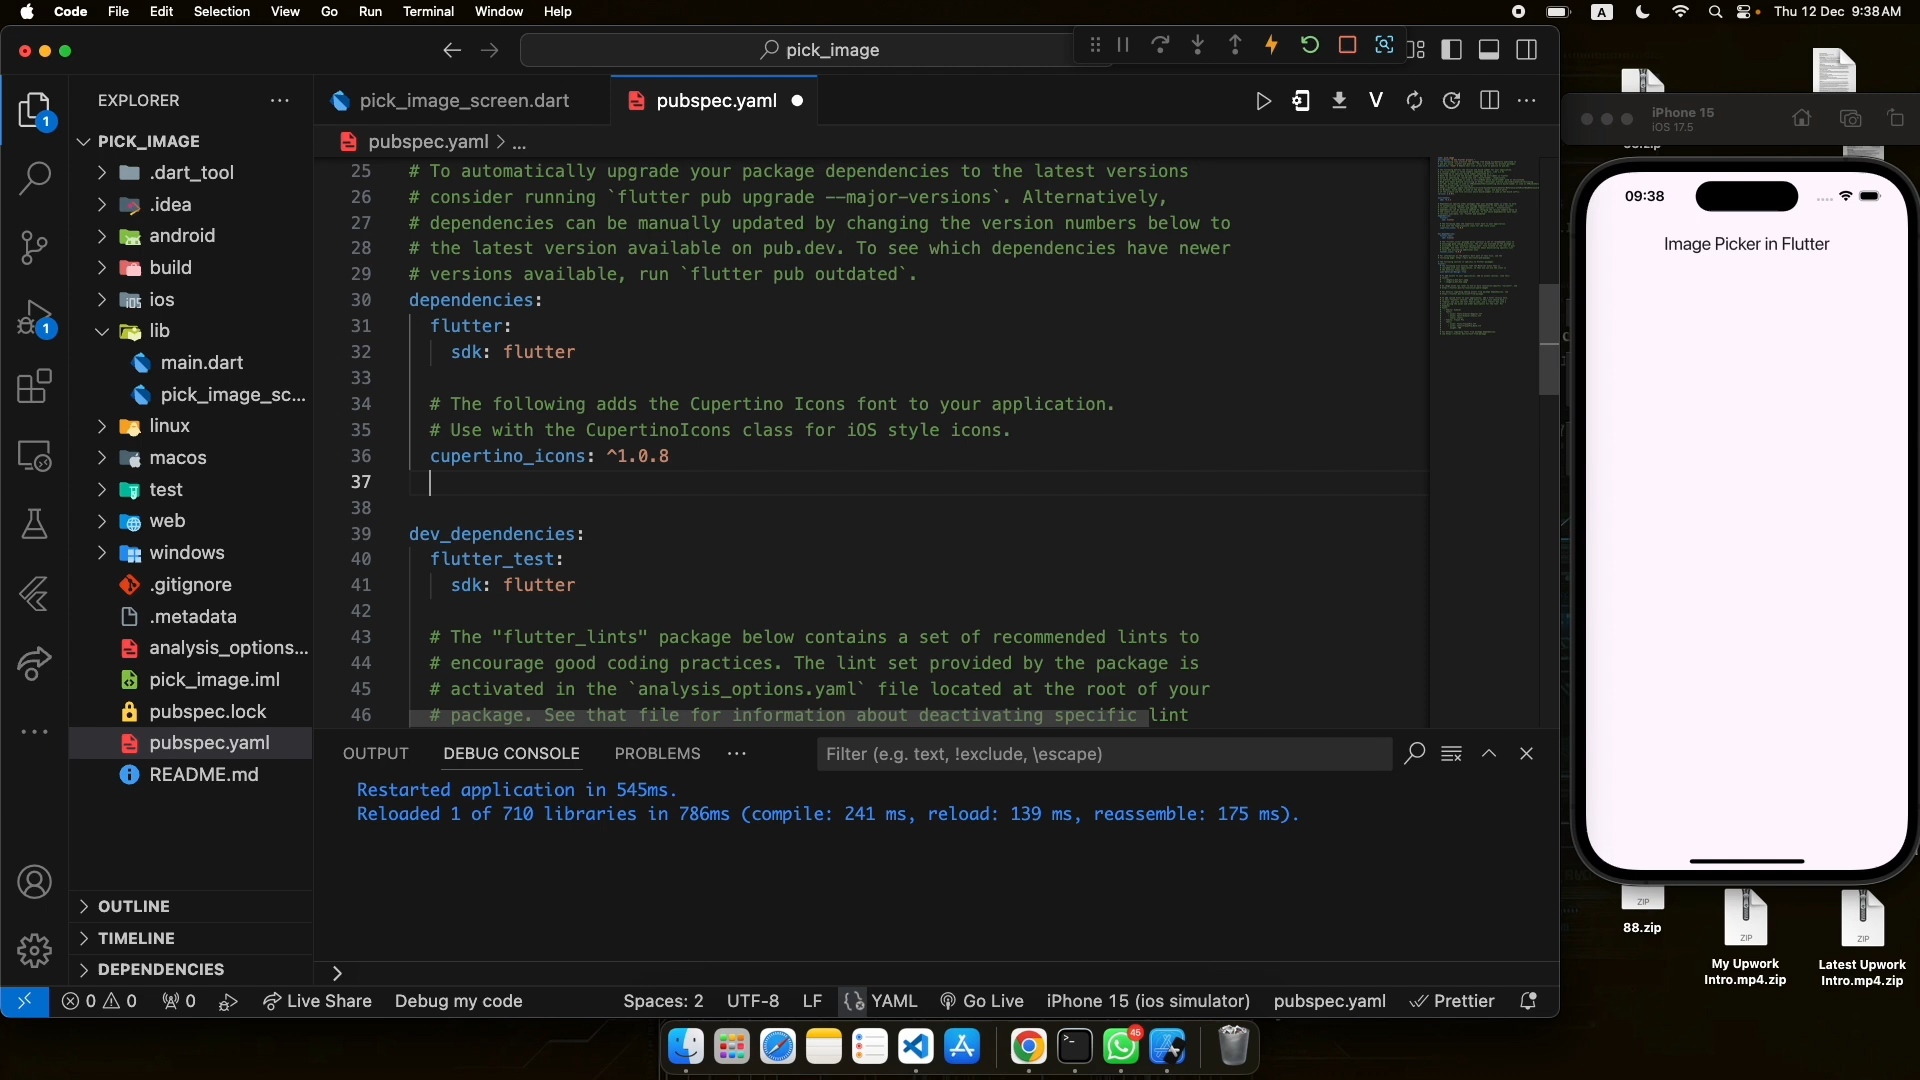 Code File Edit Selection View Go Run Terminal Window Help
A
Thu 12 Dec 9:38 AM
pick_image
EXPLORER
pick_image_screen.dart
pubspec.yaml
pubspec.yaml > ...
1
PICK_IMAGE
.dart_tool
.idea
android
build
ios
lib
main.dart
pick_image_sc...
linux
macos
test
web
windows
.gitignore
.metadata
analysis_options...
pick_image.iml
pubspec.lock
pubspec.yaml
README.md
1
OUTLINE
TIMELINE
DEPENDENCIES
25 # To automatically upgrade your package dependencies to the latest versions
26 # consider running `flutter pub upgrade --major-versions`. Alternatively,
27 # dependencies can be manually updated by changing the version numbers below to
28 # the latest version available on pub.dev. To see which dependencies have newer
29 # versions available, run `flutter pub outdated`.
30 dependencies:
31 flutter:
32 sdk: flutter
33
34 # The following adds the Cupertino Icons font to your application.
35 # Use with the CupertinoIcons class for iOS style icons.
36 cupertino_icons: ^1.0.8
37
38
39 dev_dependencies:
40 flutter_test:
41 sdk: flutter
42
43 # The "flutter_lints" package below contains a set of recommended lints to
44 # encourage good coding practices. The lint set provided by the package is
45 # activated in the `analysis_options.yaml` file located at the root of your
46 # package. See that file for information about deactivating specific lint
OUTPUT DEBUG CONSOLE PROBLEMS
Filter (e.g. text, !exclude, \escape)
Restarted application in 545ms.
Reloaded 1 of 710 libraries in 786ms (compile: 241 ms, reload: 139 ms, reassemble: 175 ms).
0 0 0 Live Share Debug my code Spaces: 2 UTF-8 LF YAML Go Live iPhone 15 (ios simulator) pubspec.yaml Prettier
iPhone 15
iOS 17.5
09:38
Image Picker in Flutter
ZIP
88.zip
ZIP
My Upwork
Intro.mp4.zip
ZIP
Latest Upwork
Intro.mp4.zip
45